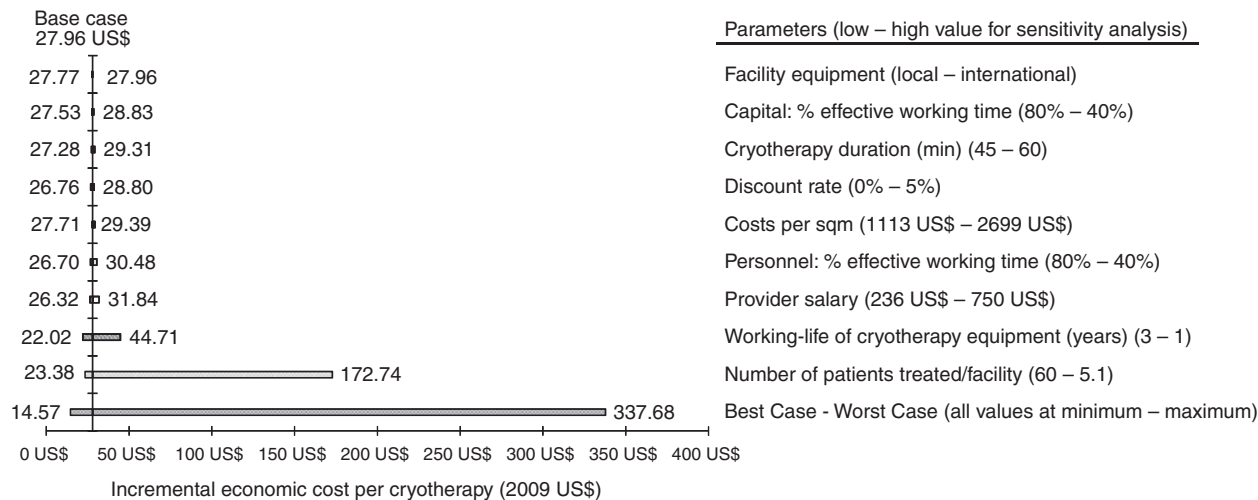 Base case
27.96 US$
Parameters (low – high value for sensitivity analysis)
27.77 27.96 Facility equipment (local – international)
27.53 28.83 Capital: % effective working time (80% – 40%)
27.28 29.31 Cryotherapy duration (min) (45 – 60)
26.76 28.80 Discount rate (0% – 5%)
27.71 29.39 Costs per sqm (1113 US$ – 2699 US$)
26.70 30.48 Personnel: % effective working time (80% – 40%)
26.32 31.84 Provider salary (236 US$ – 750 US$)
22.02 44.71 Working-life of cryotherapy equipment (years) (3 – 1)
23.38 172.74 Number of patients treated/facility (60 – 5.1)
14.57 337.68 Best Case - Worst Case (all values at minimum – maximum)
0 US$ 50 US$ 100 US$ 150 US$ 200 US$ 250 US$ 300 US$ 350 US$ 400 US$
Incremental economic cost per cryotherapy (2009 US$)